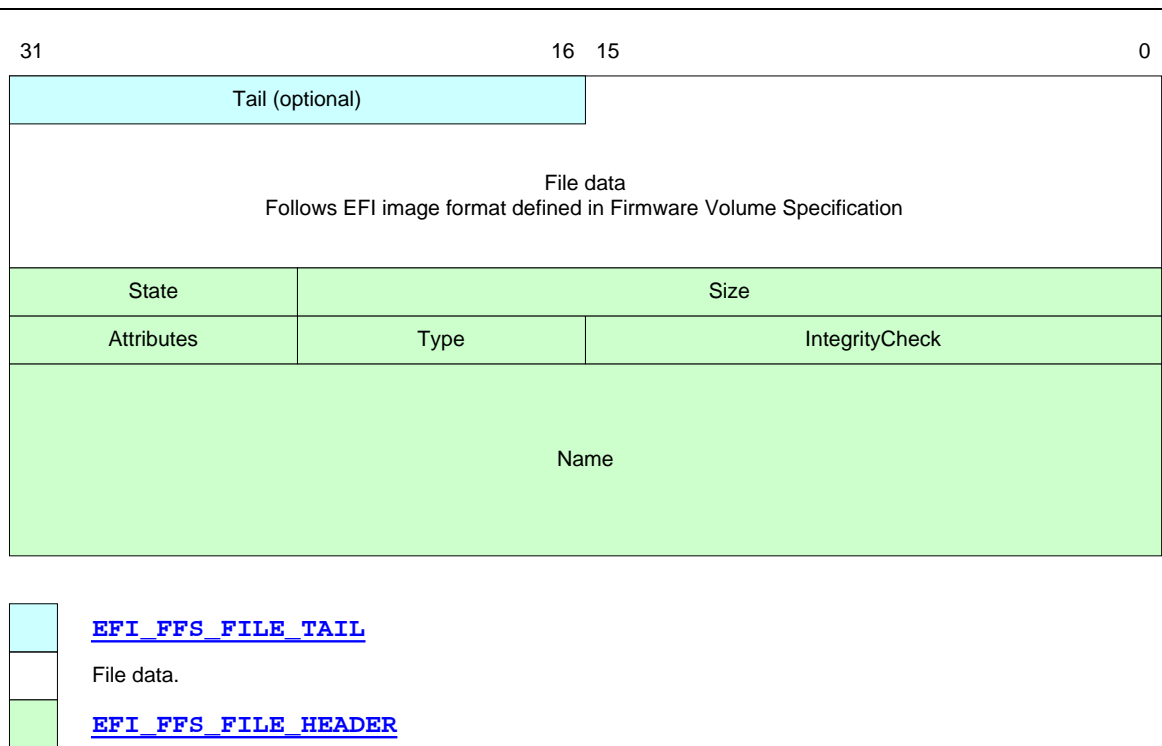 31 16 15 0
Tail (optional)
File data
Follows EFI image format defined in Firmware Volume Specification
State Size
Attributes Type IntegrityCheck
Name
EFI_FFS_FILE_TAIL
File data.
EFI_FFS_FILE_HEADER